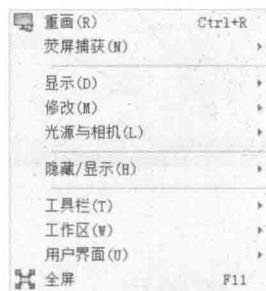 重画(R) Ctrl+R
荧屏捕获(N)
显示(D)
修改(M)
光源与相机(L)
隐藏/显示(H)
工具栏(T)
工作区(W)
用户界面(U)
全屏 F11